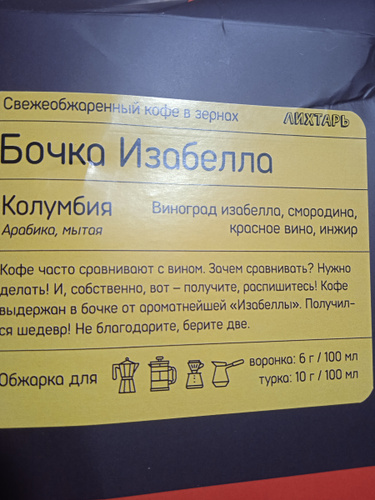 Свежеобжаренный кофе в зернах
ЛИХТАРЬ
Бочка Изабелла
Колумбия
Арабика, мытая
Виноград изабелла, смородина,
красное вино, инжир
Кофе часто сравнивают с вином. Зачем сравнивать? Нужно
делать! И, собственно, вот – получите, распишитесь! Кофе
выдержан в бочке от ароматнейшей «Изабеллы». Получил-
ся шедевр! Не благодарите, берите две.
Обжарка для
воронка: 6 г / 100 мл
турка: 10 г / 100 мл